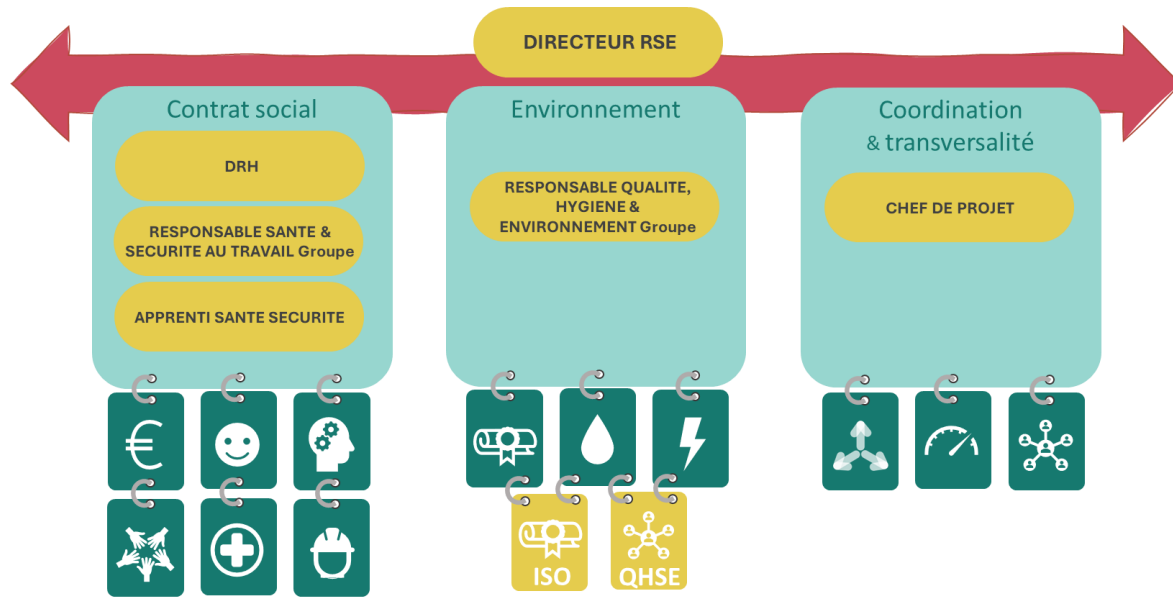 DIRECTEUR RSE
Contrat social
DRH
RESPONSABLE SANTE &
SECURITE AU TRAVAIL Groupe
APPRENTI SANTE SECURITE
Environnement
RESPONSABLE QUALITE,
HYGIENE &
ENVIRONNEMENT Groupe
Coordination
& transversalité
CHEF DE PROJET
€
ISO
QHSE